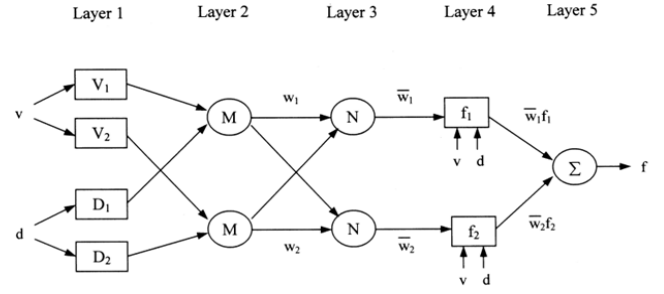 Layer 1 Layer 2 Layer 3 Layer 4 Layer 5
V₁
v
V₂
M
w₁
N
w̅₁
f₁
w̅₁f₁
v d
Σ
f
D₁
d
D₂
M
w₂
N
w̅₂
f₂
w̅₂f₂
v d